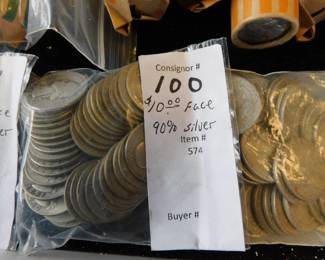 Consignor #
100
$10.00 Face
90% silver
Item #
574
Buyer #